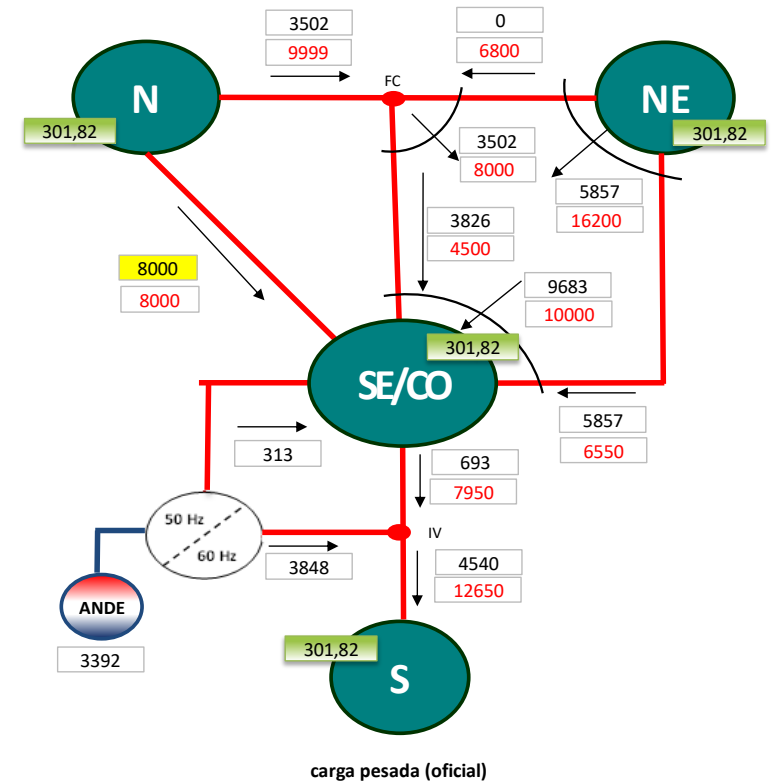 3502
9999
0
6800
FC
N
NE
301,82
301,82
3502
8000
5857
16200
3826
4500
8000
8000
9683
10000
301,82
SE/CO
5857
6550
313
693
7950
50 Hz
60 Hz
IV
3848
4540
12650
ANDE
3392
301,82
S
carga pesada (oficial)